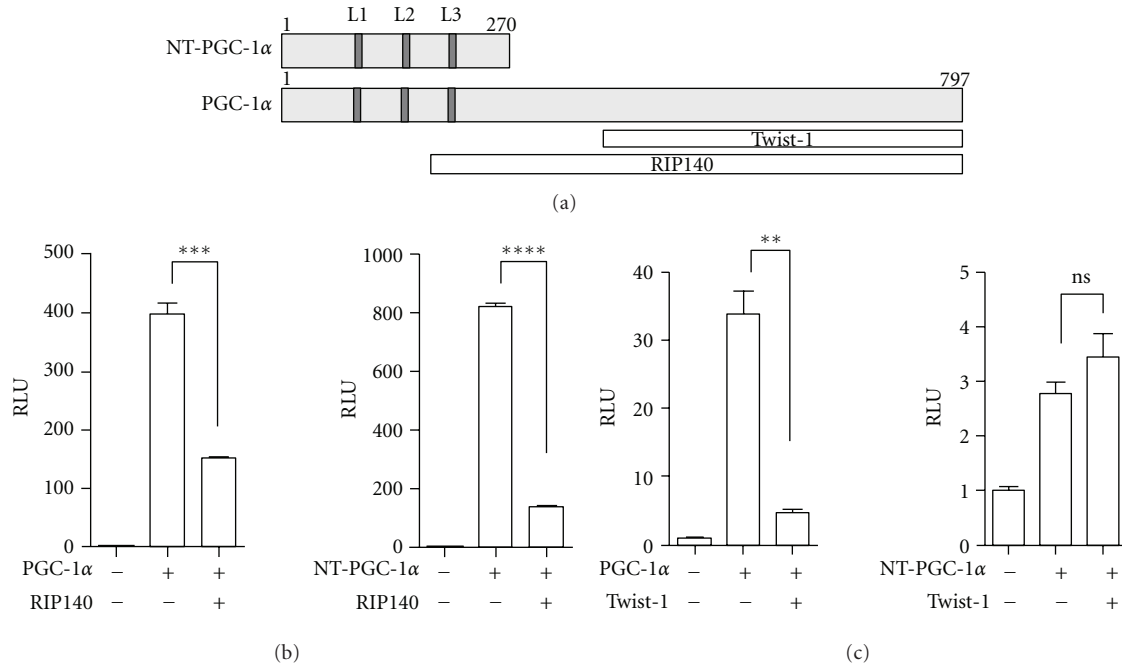 1 L1 L2 L3 270
NT-PGC-1α
1 797
PGC-1α
Twist-1
RIP140
(a)
500
400
300
200
100
0
RLU
***
PGC-1α − + +
RIP140 − − +
1000
800
600
400
200
0
RLU
****
NT-PGC-1α − + +
RIP140 − − +
(b)
40
30
20
10
0
RLU
**
PGC-1α − + +
Twist-1 − − +
5
4
3
2
1
0
RLU
ns
NT-PGC-1α − + +
Twist-1 − − +
(c)